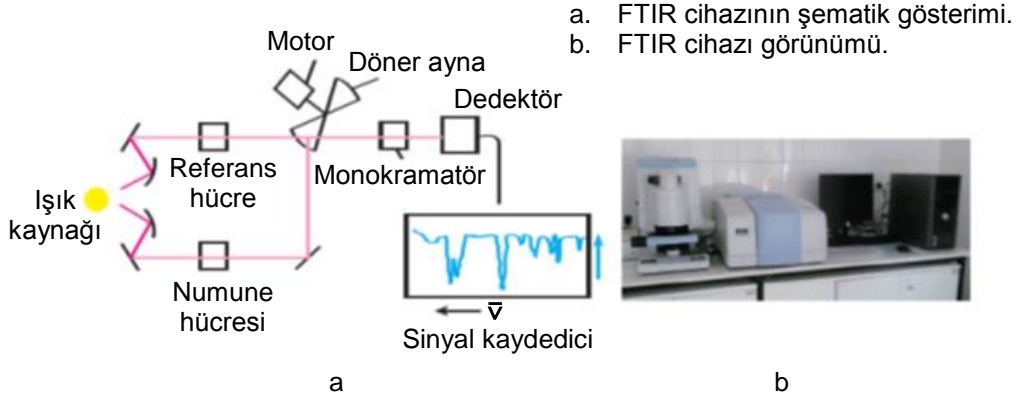 a. FTIR cihazının şematik gösterimi.
b. FTIR cihazı görünümü.
Motor
Döner ayna
Dedektör
Referans
hücre
Monokramatör
Işık
kaynağı
Numune
hücresi
v̅
Sinyal kaydedici
a
b